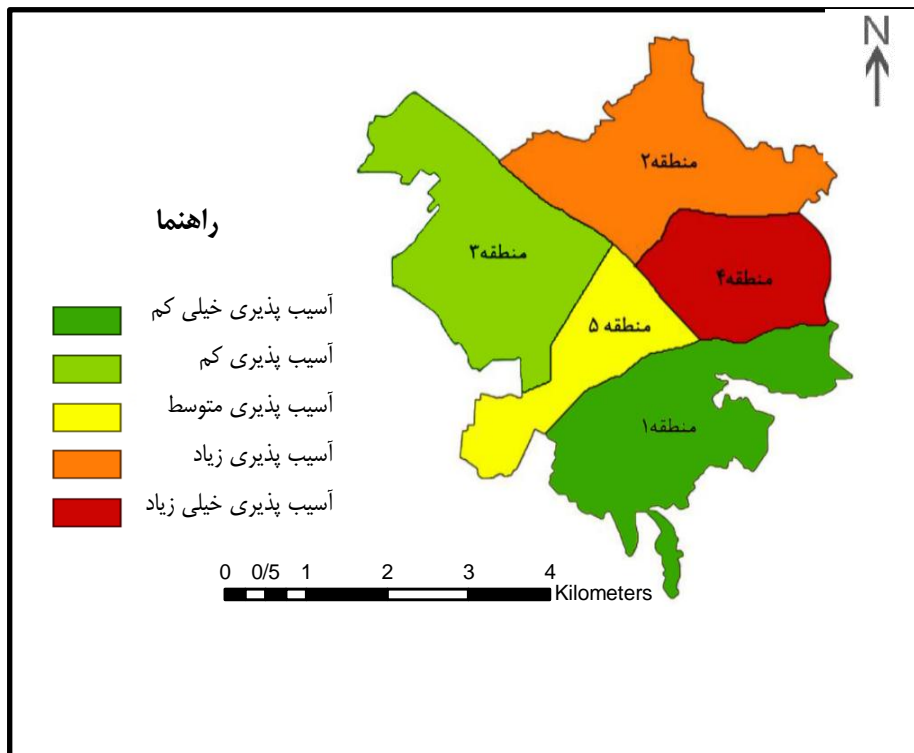 N
منطقه۲
راهنما
منطقه۳
منطقه۴
آسیب پذیری خیلی کم
منطقه ۵
آسیب پذیری کم
آسیب پذیری متوسط
منطقه۱
آسیب پذیری زیاد
آسیب پذیری خیلی زیاد
0 0/5 1 2 3 4
Kilometers